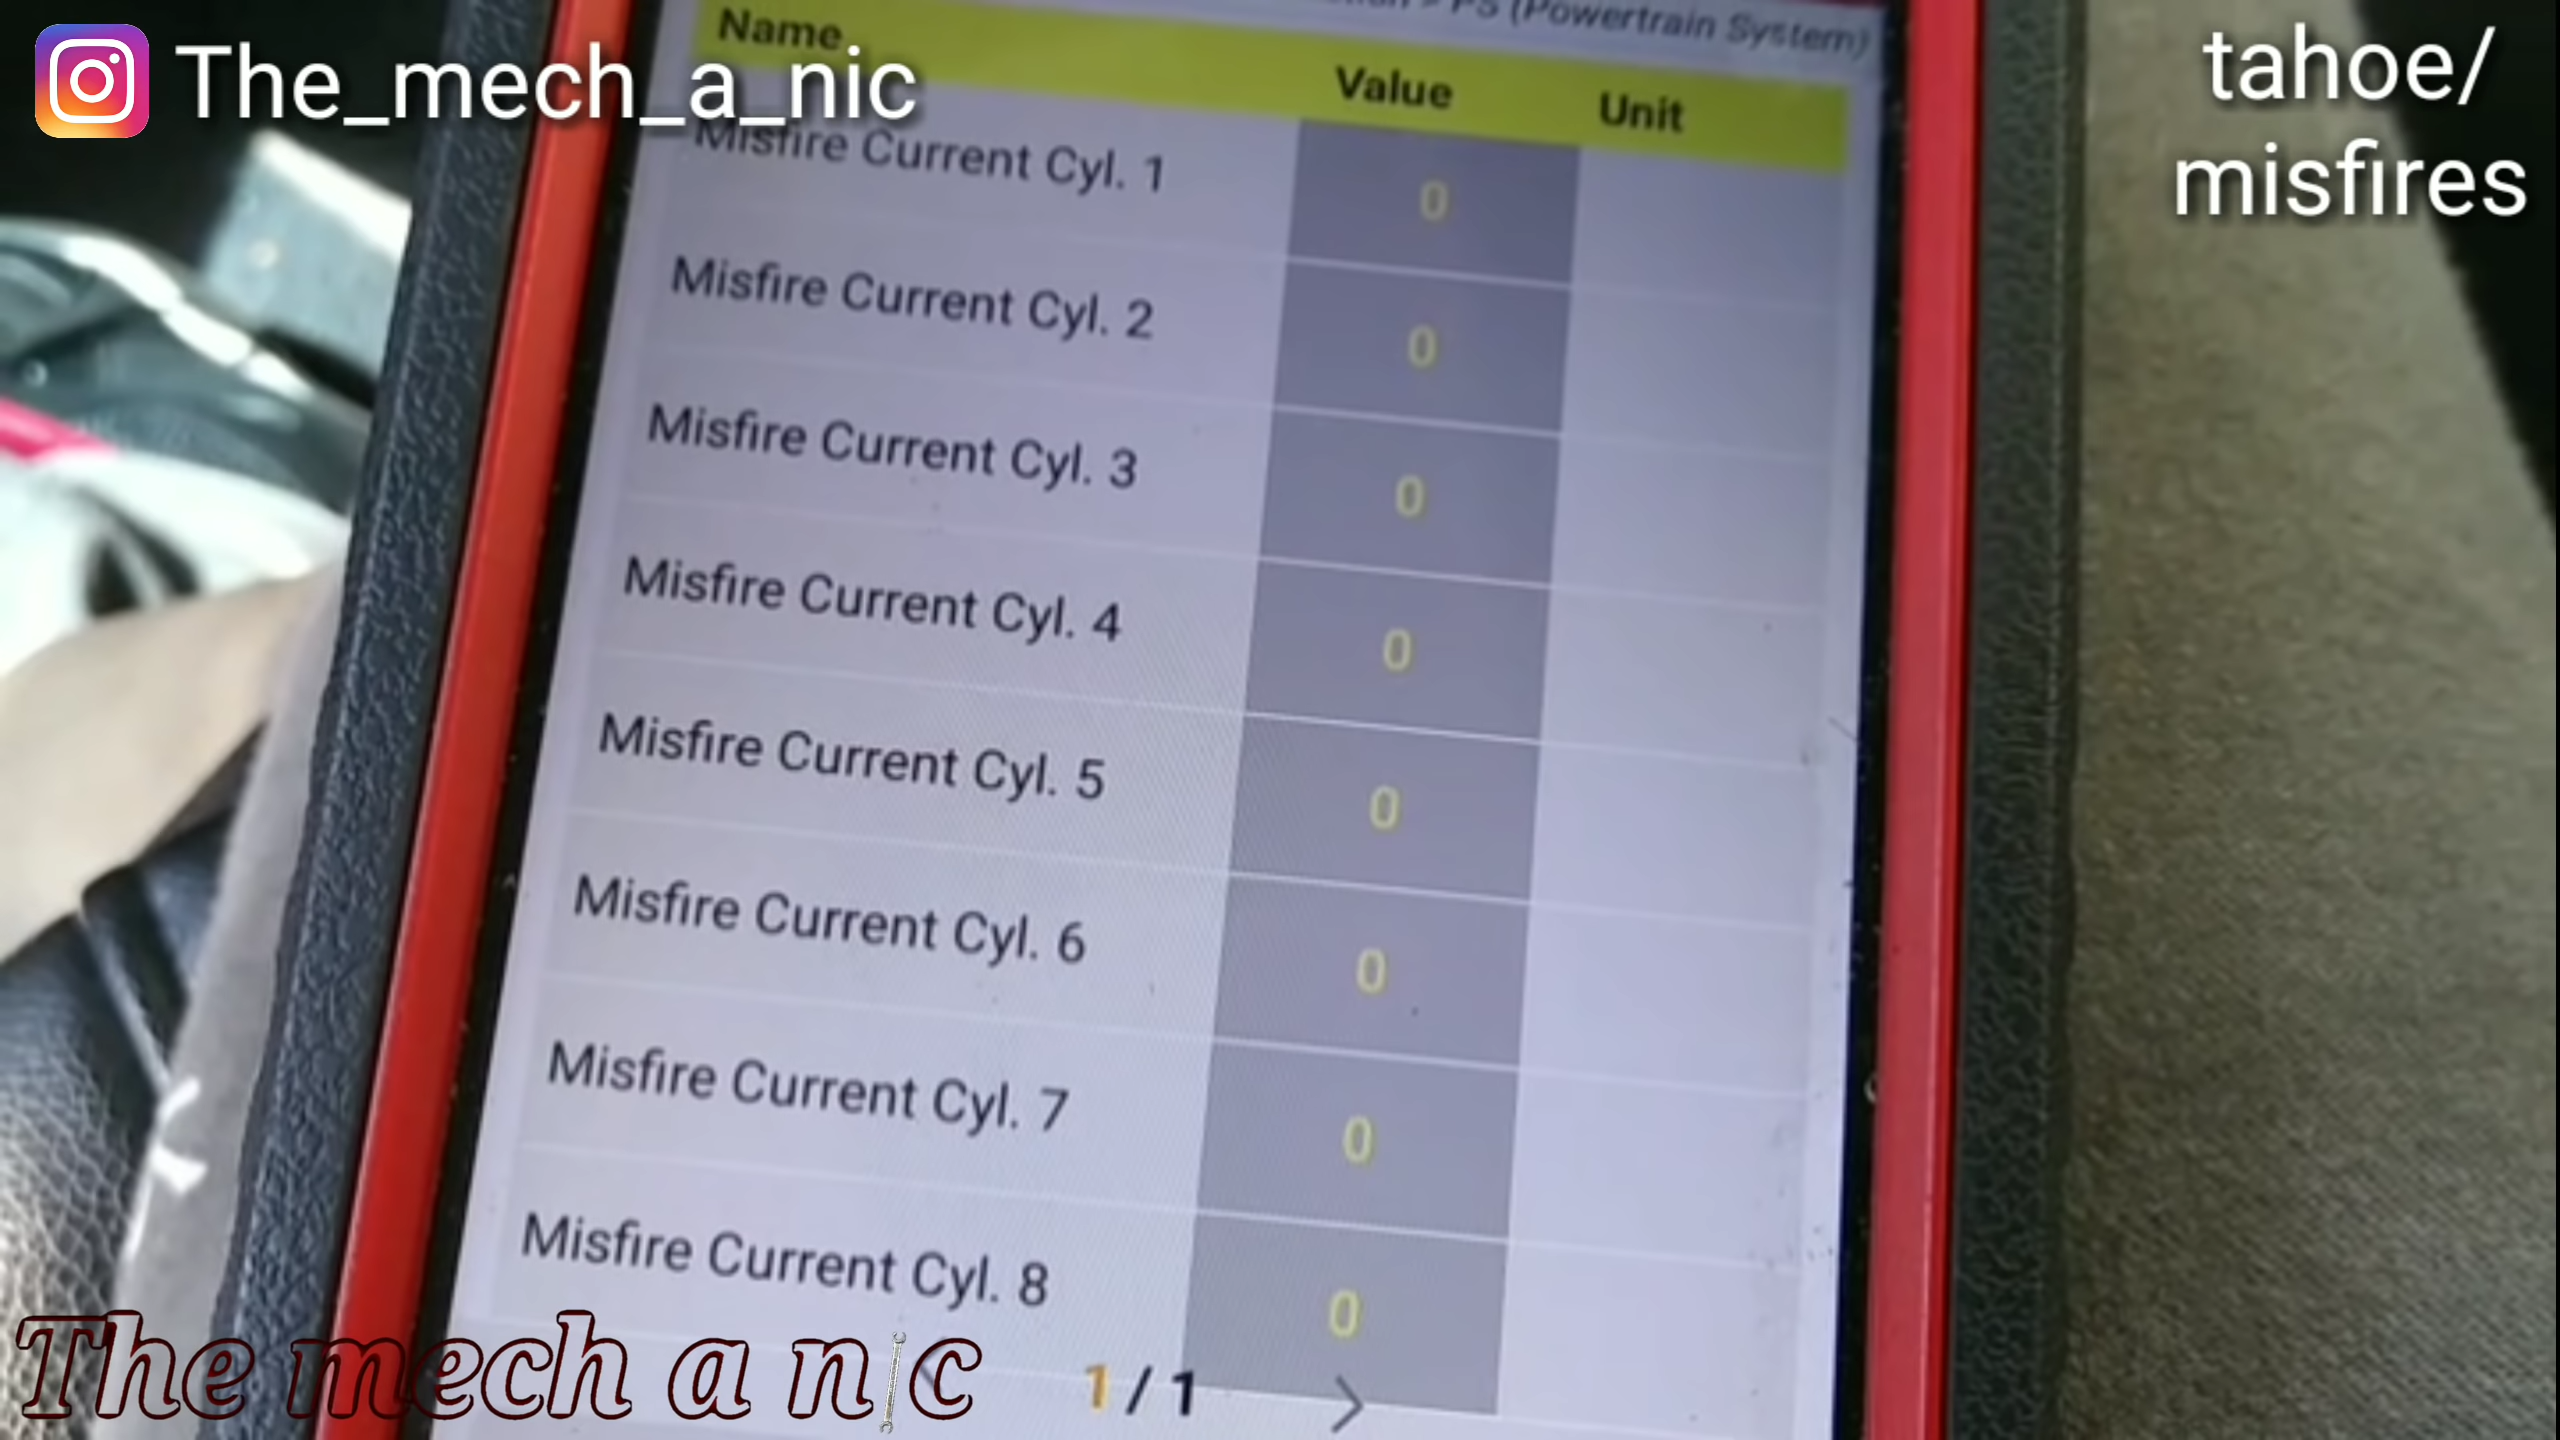 The_mech_a_nic
tahoe/
misfires
PS (Powertrain System)
Name Value Unit
Misfire Current Cyl. 1 0
Misfire Current Cyl. 2 0
Misfire Current Cyl. 3 0
Misfire Current Cyl. 4 0
Misfire Current Cyl. 5 0
Misfire Current Cyl. 6 0
Misfire Current Cyl. 7 0
Misfire Current Cyl. 8 0
1 / 1
The mech a nic